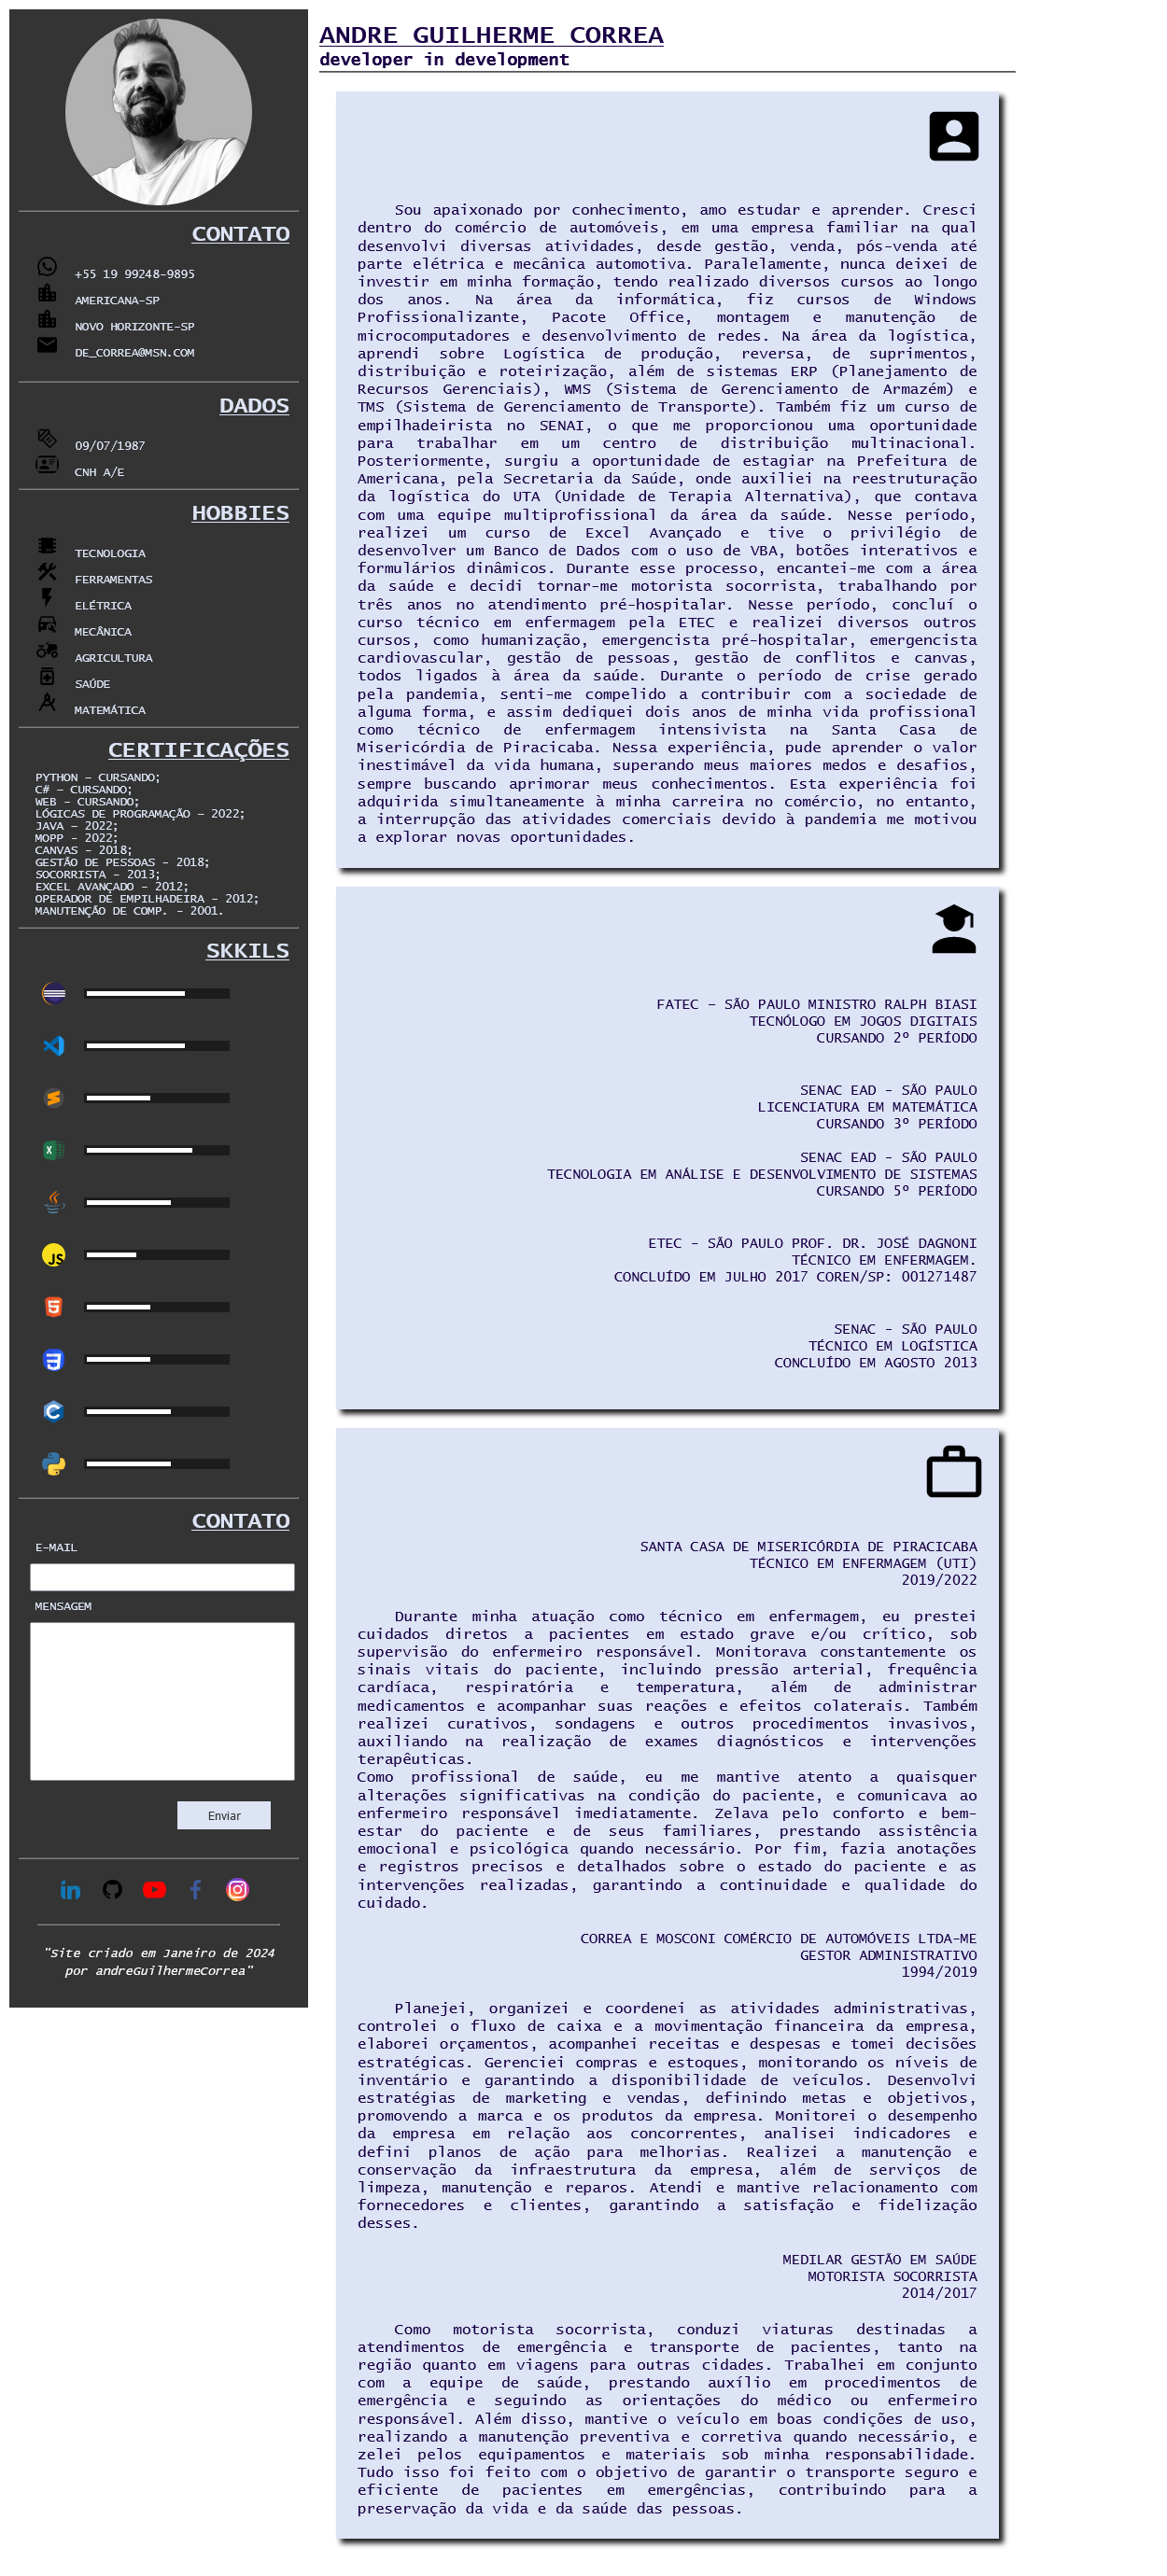 CONTATO
+55 19 99248-9895
AMERICANA-SP
NOVO HORIZONTE-SP
DE_CORREA@MSN.COM
DADOS
09/07/1987
CNH A/E
HOBBIES
TECNOLOGIA
FERRAMENTAS
ELÉTRICA
MECÂNICA
AGRICULTURA
SAÚDE
MATEMÁTICA
CERTIFICAÇÕES
PYTHON - CURSANDO;
C# - CURSANDO;
WEB - CURSANDO;
LÓGICAS DE PROGRAMAÇÃO - 2022;
JAVA - 2022;
MOPP - 2022;
CANVAS - 2018;
GESTÃO DE PESSOAS - 2018;
SOCORRISTA - 2013;
EXCEL AVANÇADO - 2012;
OPERADOR DE EMPILHADEIRA - 2012;
MANUTENÇÃO DE COMP. - 2001.
SKKILS
X
JS
5
3
C
CONTATO
E-MAIL
MENSAGEM
Enviar
in
f
"Site criado em Janeiro de 2024
por andreGuilhermeCorrea"
ANDRE GUILHERME CORREA
developer in development
Sou apaixonado por conhecimento, amo estudar e aprender. Cresci
dentro do comércio de automóveis, em uma empresa familiar na qual
desenvolvi diversas atividades, desde gestão, venda, pós-venda até
parte elétrica e mecânica automotiva. Paralelamente, nunca deixei de
investir em minha formação, tendo realizado diversos cursos ao longo
dos anos. Na área da informática, fiz cursos de Windows
Profissionalizante, Pacote Office, montagem e manutenção de
microcomputadores e desenvolvimento de redes. Na área da logística,
aprendi sobre Logística de produção, reversa, de suprimentos,
distribuição e roteirização, além de sistemas ERP (Planejamento de
Recursos Gerenciais), WMS (Sistema de Gerenciamento de Armazém) e
TMS (Sistema de Gerenciamento de Transporte). Também fiz um curso de
empilhadeirista no SENAI, o que me proporcionou uma oportunidade
para trabalhar em um centro de distribuição multinacional.
Posteriormente, surgiu a oportunidade de estagiar na Prefeitura de
Americana, pela Secretaria da Saúde, onde auxiliei na reestruturação
da logística do UTA (Unidade de Terapia Alternativa), que contava
com uma equipe multiprofissional da área da saúde. Nesse período,
realizei um curso de Excel Avançado e tive o privilégio de
desenvolver um Banco de Dados com o uso de VBA, botões interativos e
formulários dinâmicos. Durante esse processo, encantei-me com a área
da saúde e decidi tornar-me motorista socorrista, trabalhando por
três anos no atendimento pré-hospitalar. Nesse período, concluí o
curso técnico em enfermagem pela ETEC e realizei diversos outros
cursos, como humanização, emergencista pré-hospitalar, emergencista
cardiovascular, gestão de pessoas, gestão de conflitos e canvas,
todos ligados à área da saúde. Durante o período de crise gerado
pela pandemia, senti-me compelido a contribuir com a sociedade de
alguma forma, e assim dediquei dois anos de minha vida profissional
como técnico de enfermagem intensivista na Santa Casa de
Misericórdia de Piracicaba. Nessa experiência, pude aprender o valor
inestimável da vida humana, superando meus maiores medos e desafios,
sempre buscando aprimorar meus conhecimentos. Esta experiência foi
adquirida simultaneamente à minha carreira no comércio, no entanto,
a interrupção das atividades comerciais devido à pandemia me motivou
a explorar novas oportunidades.
FATEC - SÃO PAULO MINISTRO RALPH BIASI
TECNÓLOGO EM JOGOS DIGITAIS
CURSANDO 2º PERÍODO
SENAC EAD - SÃO PAULO
LICENCIATURA EM MATEMÁTICA
CURSANDO 3º PERÍODO
SENAC EAD - SÃO PAULO
TECNOLOGIA EM ANÁLISE E DESENVOLVIMENTO DE SISTEMAS
CURSANDO 5º PERÍODO
ETEC - SÃO PAULO PROF. DR. JOSÉ DAGNONI
TÉCNICO EM ENFERMAGEM.
CONCLUÍDO EM JULHO 2017 COREN/SP: 001271487
SENAC - SÃO PAULO
TÉCNICO EM LOGÍSTICA
CONCLUÍDO EM AGOSTO 2013
SANTA CASA DE MISERICÓRDIA DE PIRACICABA
TÉCNICO EM ENFERMAGEM (UTI)
2019/2022
Durante minha atuação como técnico em enfermagem, eu prestei
cuidados diretos a pacientes em estado grave e/ou crítico, sob
supervisão do enfermeiro responsável. Monitorava constantemente os
sinais vitais do paciente, incluindo pressão arterial, frequência
cardíaca, respiratória e temperatura, além de administrar
medicamentos e acompanhar suas reações e efeitos colaterais. Também
realizei curativos, sondagens e outros procedimentos invasivos,
auxiliando na realização de exames diagnósticos e intervenções
terapêuticas.
Como profissional de saúde, eu me mantive atento a quaisquer
alterações significativas na condição do paciente, e comunicava ao
enfermeiro responsável imediatamente. Zelava pelo conforto e bem-
estar do paciente e de seus familiares, prestando assistência
emocional e psicológica quando necessário. Por fim, fazia anotações
e registros precisos e detalhados sobre o estado do paciente e as
intervenções realizadas, garantindo a continuidade e qualidade do
cuidado.
CORREA E MOSCONI COMÉRCIO DE AUTOMÓVEIS LTDA-ME
GESTOR ADMINISTRATIVO
1994/2019
Planejei, organizei e coordenei as atividades administrativas,
controlei o fluxo de caixa e a movimentação financeira da empresa,
elaborei orçamentos, acompanhei receitas e despesas e tomei decisões
estratégicas. Gerenciei compras e estoques, monitorando os níveis de
inventário e garantindo a disponibilidade de veículos. Desenvolvi
estratégias de marketing e vendas, definindo metas e objetivos,
promovendo a marca e os produtos da empresa. Monitorei o desempenho
da empresa em relação aos concorrentes, analisei indicadores e
defini planos de ação para melhorias. Realizei a manutenção e
conservação da infraestrutura da empresa, além de serviços de
limpeza, manutenção e reparos. Atendi e mantive relacionamento com
fornecedores e clientes, garantindo a satisfação e fidelização
desses.
MEDILAR GESTÃO EM SAÚDE
MOTORISTA SOCORRISTA
2014/2017
Como motorista socorrista, conduzi viaturas destinadas a
atendimentos de emergência e transporte de pacientes, tanto na
região quanto em viagens para outras cidades. Trabalhei em conjunto
com a equipe de saúde, prestando auxílio em procedimentos de
emergência e seguindo as orientações do médico ou enfermeiro
responsável. Além disso, mantive o veículo em boas condições de uso,
realizando a manutenção preventiva e corretiva quando necessário, e
zelei pelos equipamentos e materiais sob minha responsabilidade.
Tudo isso foi feito com o objetivo de garantir o transporte seguro e
eficiente de pacientes em emergências, contribuindo para a
preservação da vida e da saúde das pessoas.